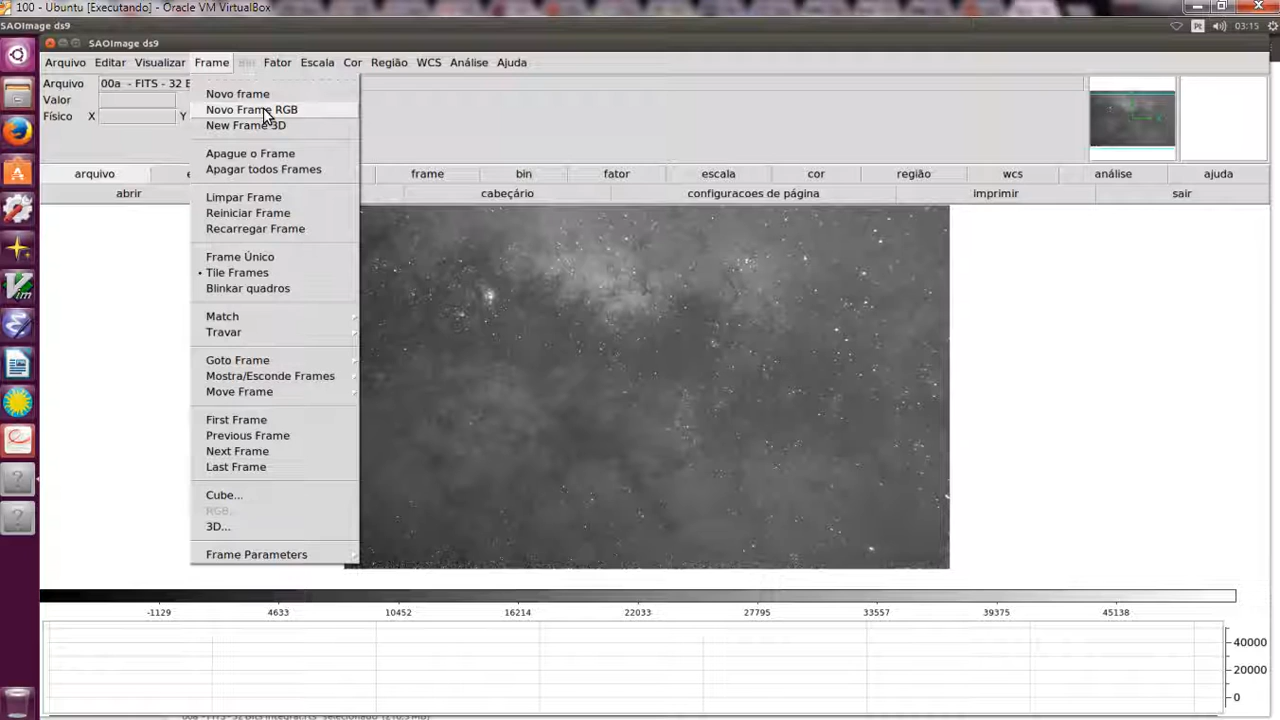 100 - Ubuntu [Executando] - Oracle VM VirtualBox
SAOImage ds9
Pt 03:15
SAOImage ds9
Arquivo Editar Visualizar Frame Bin Fator Escala Cor Região WCS Análise Ajuda
Arquivo 00a - FITS - 32 B
Valor
Físico X Y
Novo frame
Novo Frame RGB
New Frame 3D
Apague o Frame
Apagar todos Frames
Limpar Frame
Reiniciar Frame
Recarregar Frame
Frame Único
• Tile Frames
Blinkar quadros
Match
Travar
Goto Frame
Mostra/Esconde Frames
Move Frame
First Frame
Previous Frame
Next Frame
Last Frame
Cube...
RGB...
3D...
Frame Parameters
arquivo e frame bin fator escala cor região wcs análise ajuda
abrir cabeçário configuracoes de página imprimir sair
-1129 4633 10452 16214 22033 27795 33557 39375 45138
40000
20000
0